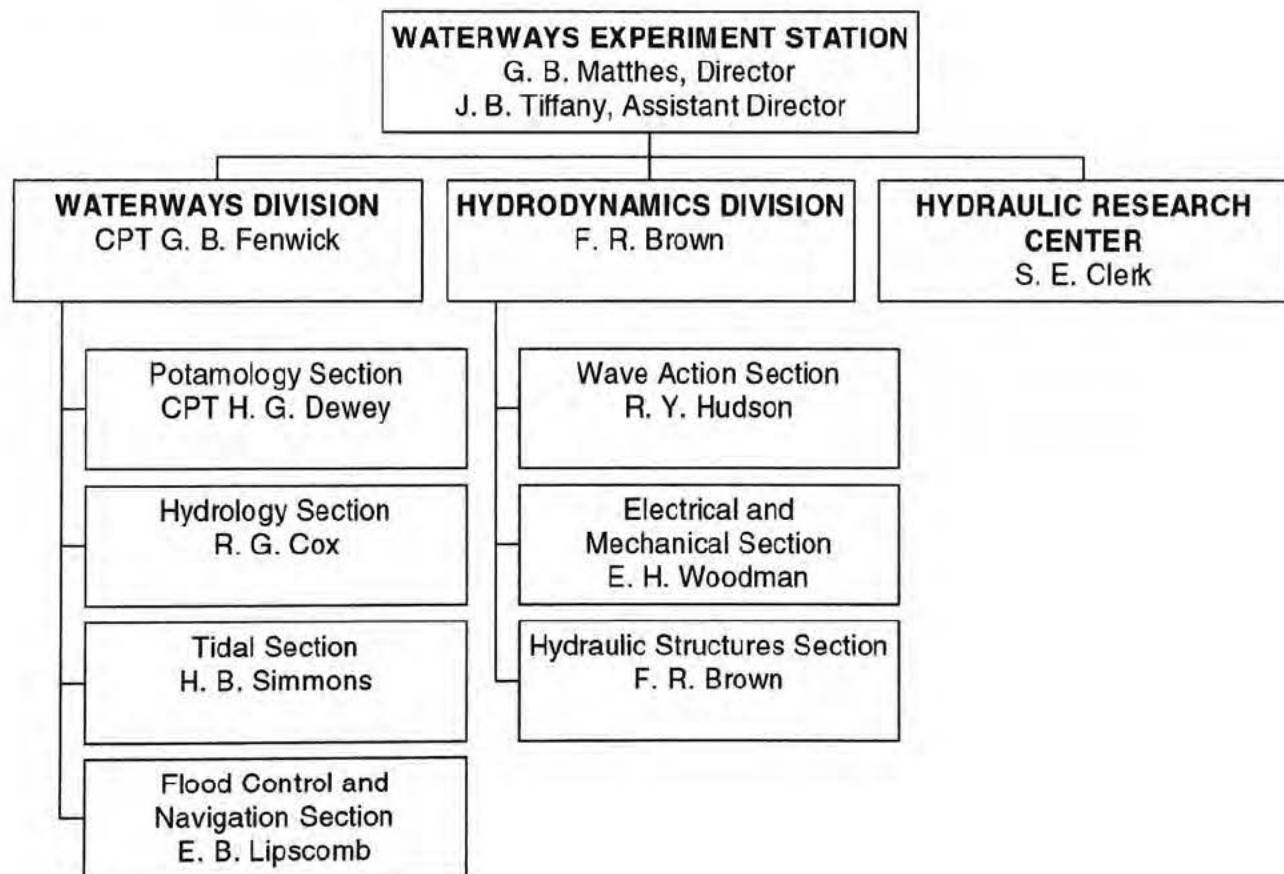 WATERWAYS EXPERIMENT STATION
G. B. Matthes, Director
J. B. Tiffany, Assistant Director
WATERWAYS DIVISION
CPT G. B. Fenwick
HYDRODYNAMICS DIVISION
F. R. Brown
HYDRAULIC RESEARCH
CENTER
S. E. Clerk
Potamology Section
CPT H. G. Dewey
Hydrology Section
R. G. Cox
Tidal Section
H. B. Simmons
Flood Control and
Navigation Section
E. B. Lipscomb
Wave Action Section
R. Y. Hudson
Electrical and
Mechanical Section
E. H. Woodman
Hydraulic Structures Section
F. R. Brown